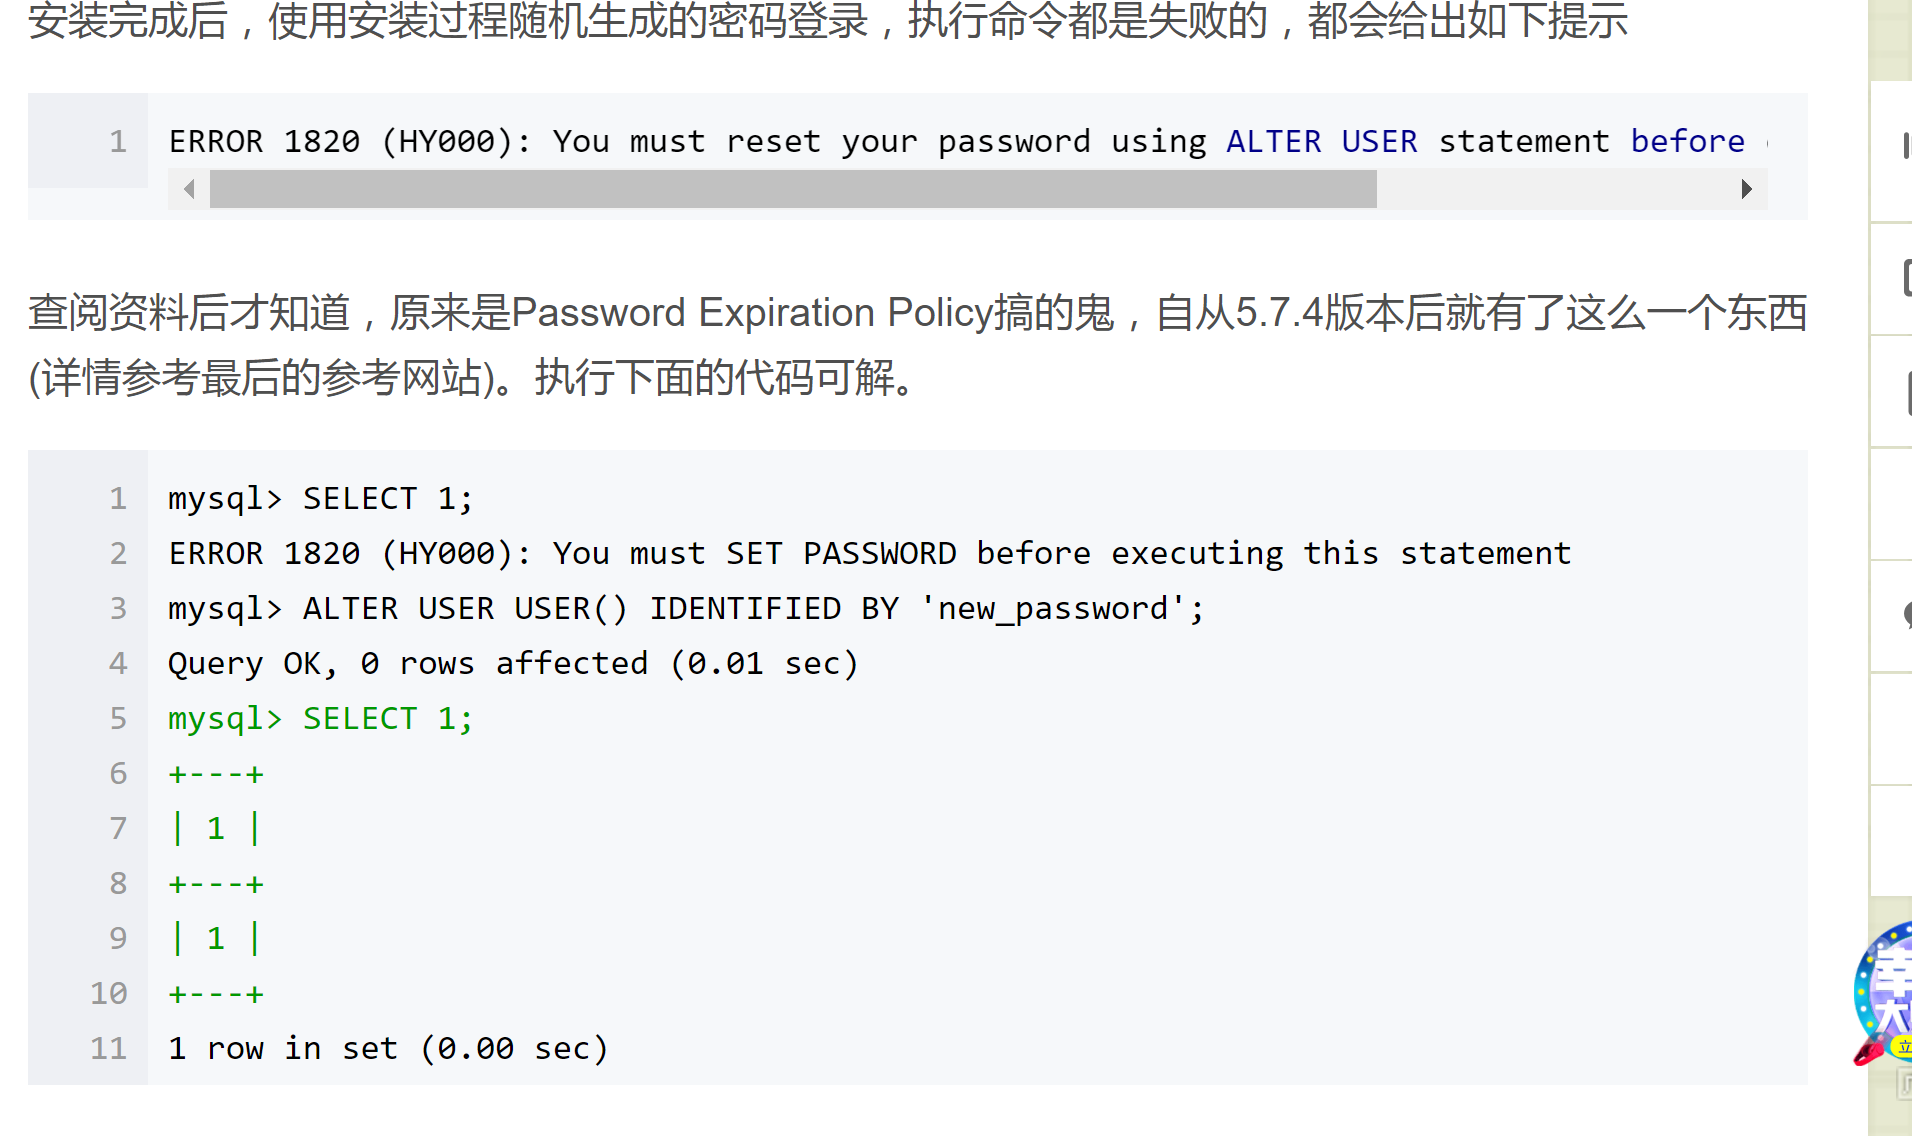 安装完成后，使用安装过程随机生成的密码登录，执行命令都是失败的，都会给出如下提示
1 ERROR 1820 (HY000): You must reset your password using ALTER USER statement before
查阅资料后才知道，原来是Password Expiration Policy搞的鬼，自从5.7.4版本后就有了这么一个东西
(详情参考最后的参考网站)。执行下面的代码可解。
1 mysql> SELECT 1;
2 ERROR 1820 (HY000): You must SET PASSWORD before executing this statement
3 mysql> ALTER USER USER() IDENTIFIED BY 'new_password';
4 Query OK, 0 rows affected (0.01 sec)
5 mysql> SELECT 1;
6 +---+
7 | 1 |
8 +---+
9 | 1 |
10 +---+
11 1 row in set (0.00 sec)
幸
大
立